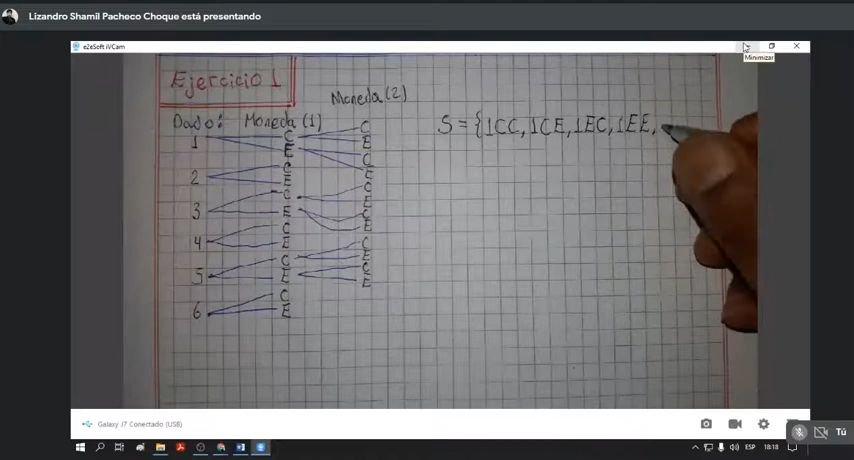 Lizandro Shamil Pacheco Choque está presentando
e2eSoft iVCam
Minimizar
Ejercicio 1
Moneda (2)
Dado: Moneda (1)
S = {1CC, 1CE, 1EC, 1EE,
C
1 C E
E C
E
2 C C
E E
3 C C
E E
4 C C
E E
5 C C
E E
6 C
E
Galaxy J7 Conectado (USB)
Tú
ESP 18:18